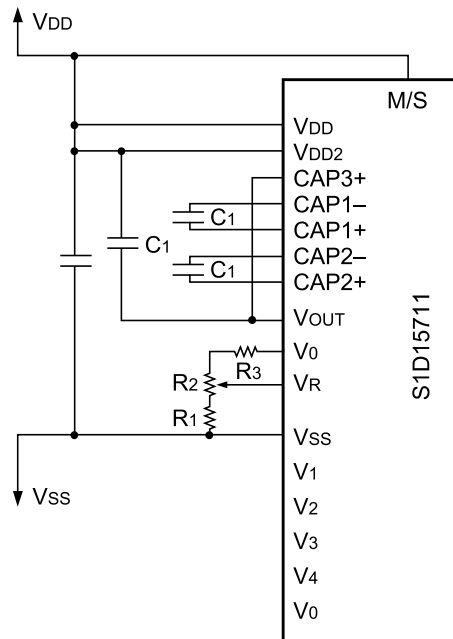 VDD
M/S
VDD
VDD2
CAP3+
CAP1–
C1
CAP1+
C1
CAP2–
C1
CAP2+
VOUT
V0
R3
R2
VR
R1
VSS
VSS
V1
V2
V3
V4
V0
S1D15711